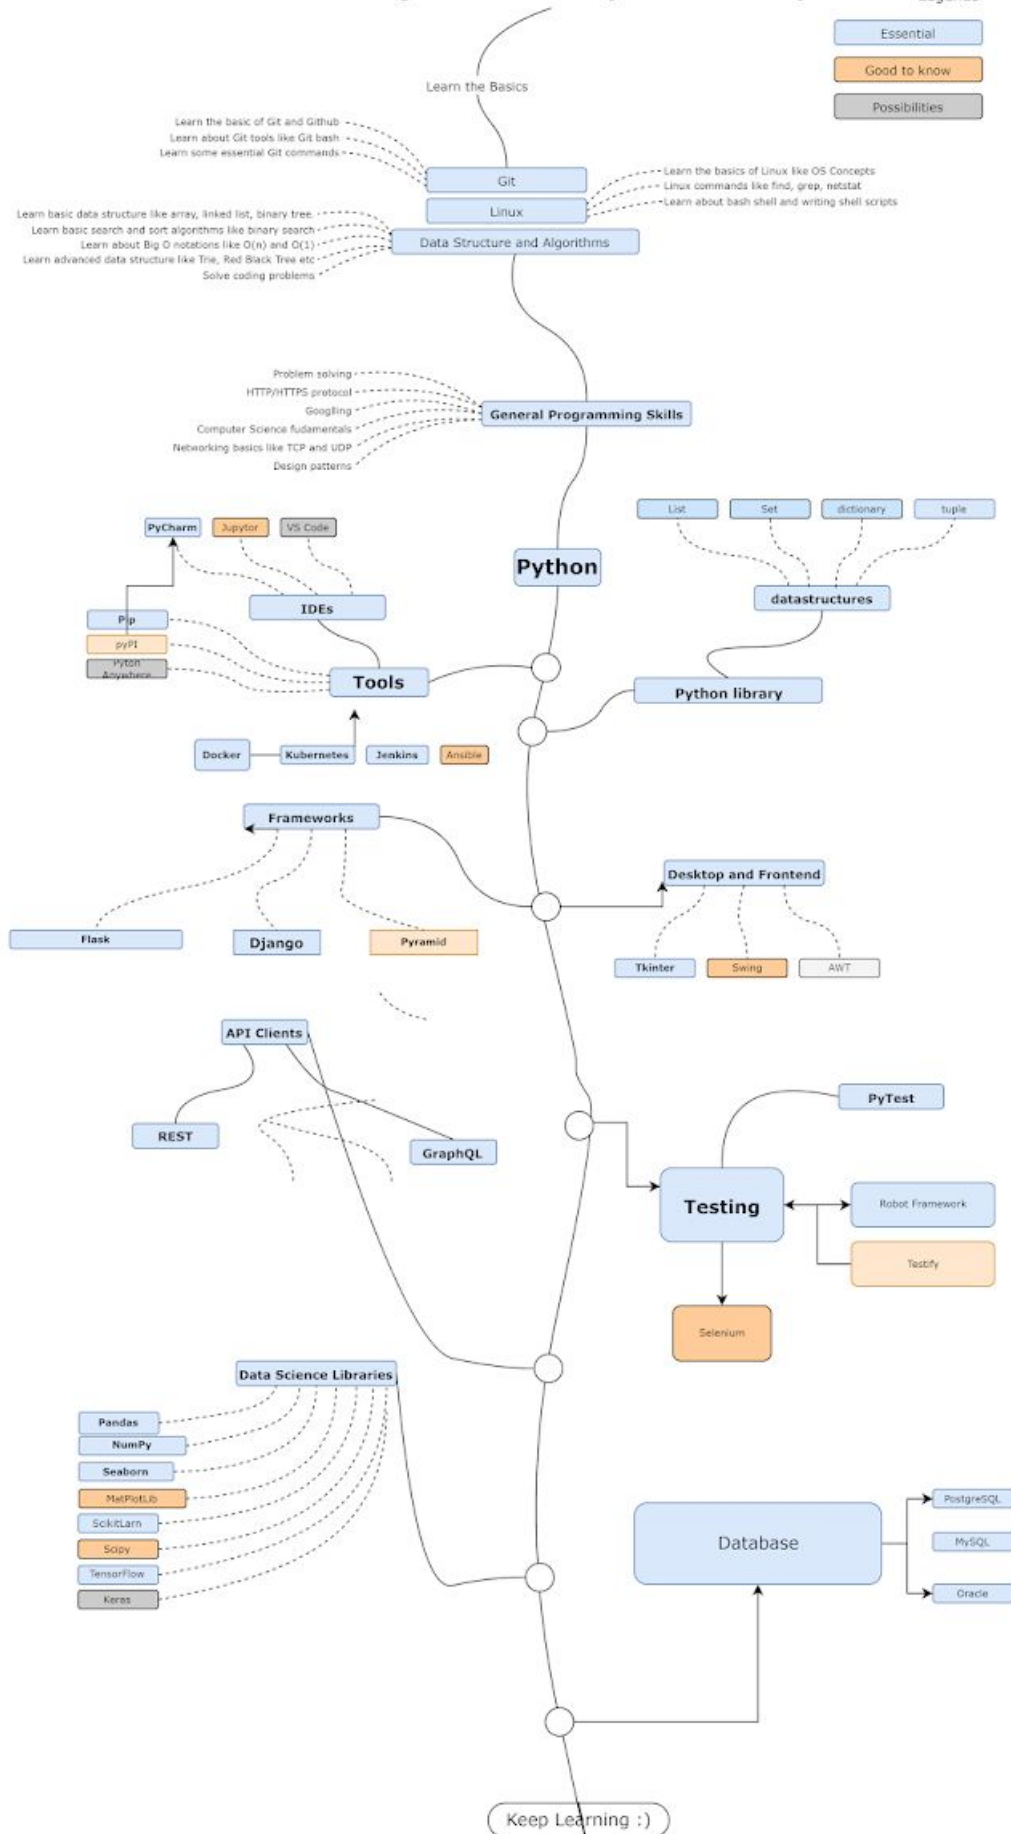 Essential
Good to know
Possibilities
Learn the Basics
Learn the basic of Git and Github
Learn about Git tools like Git bash
Learn some essential Git commands
Git
Learn the basics of Linux like OS Concepts
Linux commands like find, grep, netstat
Learn about bash shell and writing shell scripts
Linux
Learn basic data structure like array, linked list, binary tree.
Learn basic search and sort algorithms like binary search
Learn about Big O notations like O(n) and O(1)
Learn advanced data structure like Trie, Red Black Tree etc
Solve coding problems
Data Structure and Algorithms
Problem solving
HTTP/HTTPS protocol
Googlling
Computer Science fudamentals
Networking basics like TCP and UDP
Design patterns
General Programming Skills
Python
PyCharm
Jupytor
VS Code
IDEs
Pip
pyPI
Pyton
Anywhere
Tools
List
Set
dictionary
tuple
datastructures
Python library
Docker
Kubernetes
Jenkins
Ansible
Frameworks
Flask
Django
Pyramid
Desktop and Frontend
Tkinter
Swing
AWT
API Clients
REST
GraphQL
PyTest
Testing
Robot Framework
Testify
Selenium
Data Science Libraries
Pandas
NumPy
Seaborn
MatPlotLib
ScikitLarn
Scipy
TensorFlow
Keras
Database
PostgreSQL
MySQL
Oracle
Keep Learning :)